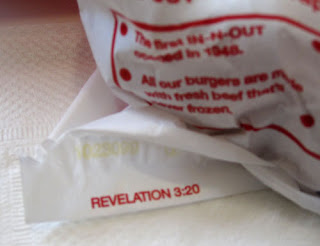 The first IN-N-OUT
opened in 1948.
All our burgers are
with fresh beef that's
frozen.
REVELATION 3:20